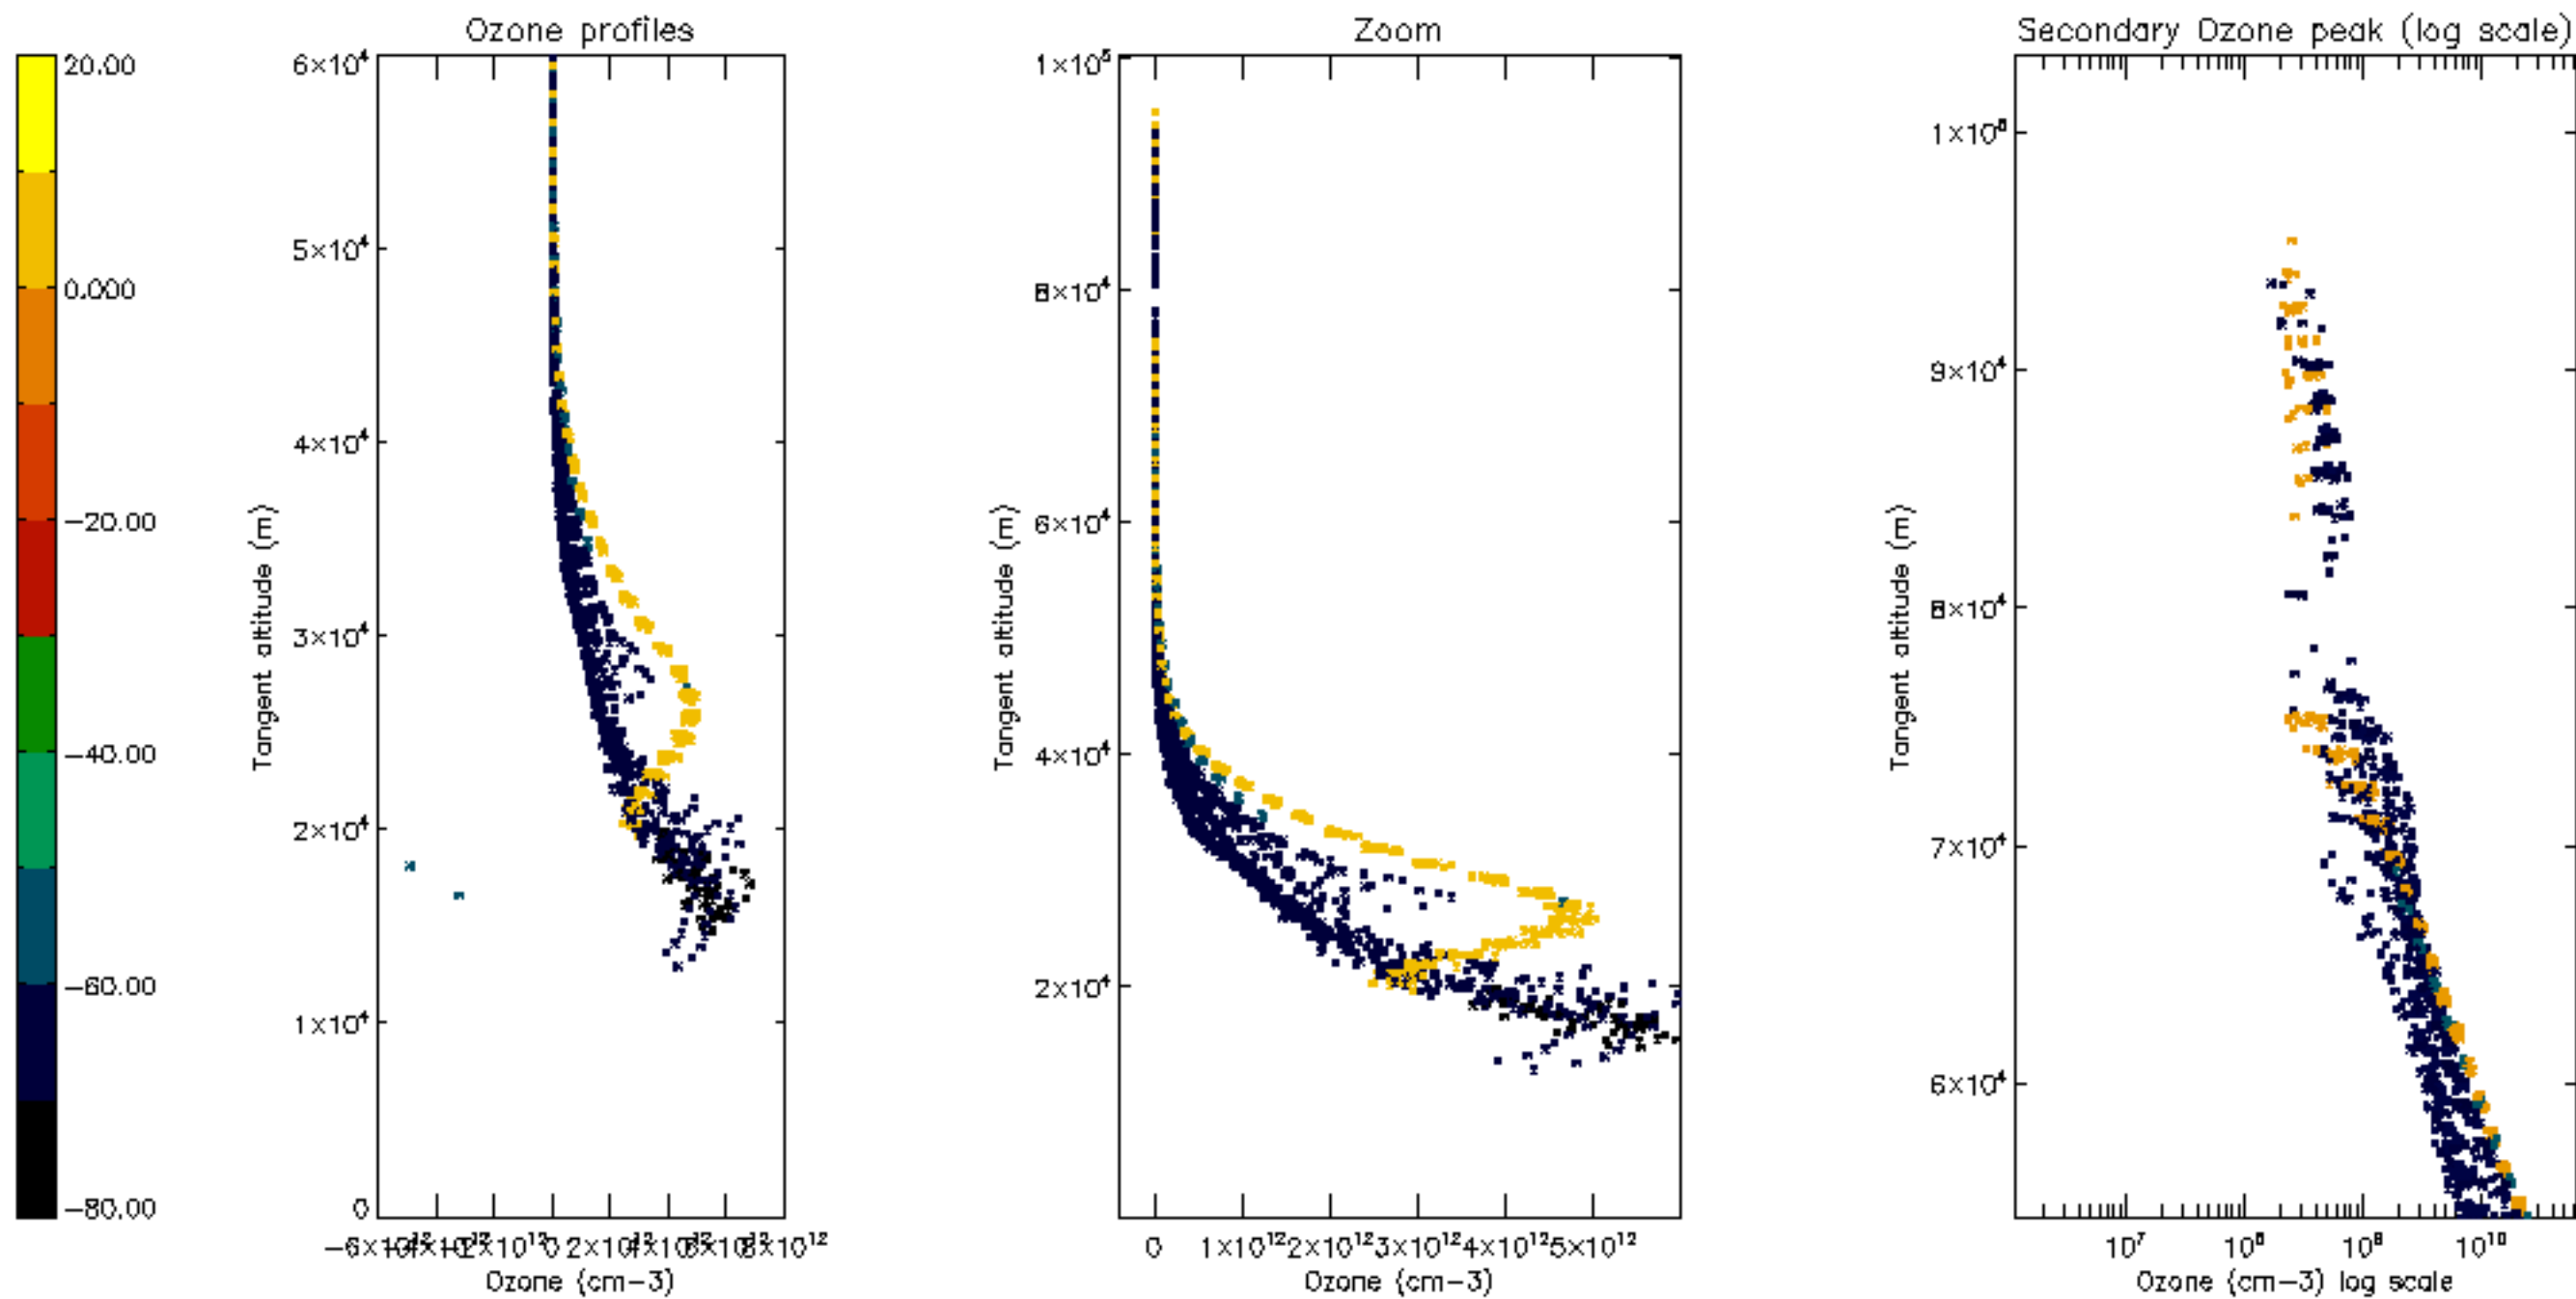 Ozone profiles
Zoom
Secondary Ozone peak (log scale)
20.00
0.000
−20.00
−40.00
−60.00
−80.00
6×10⁴
5×10⁴
4×10⁴
3×10⁴
2×10⁴
1×10⁴
0
Tangent altitude (m)
0
Ozone (cm−3)
1×10⁵
8×10⁴
6×10⁴
4×10⁴
2×10⁴
Tangent altitude (m)
0 1×10¹² 2×10¹² 3×10¹² 4×10¹² 5×10¹²
Ozone (cm−3)
9×10⁴
8×10⁴
7×10⁴
6×10⁴
Tangent altitude (m)
10⁷ 10⁸ 10⁹ 10¹⁰
Ozone (cm−3) log scale